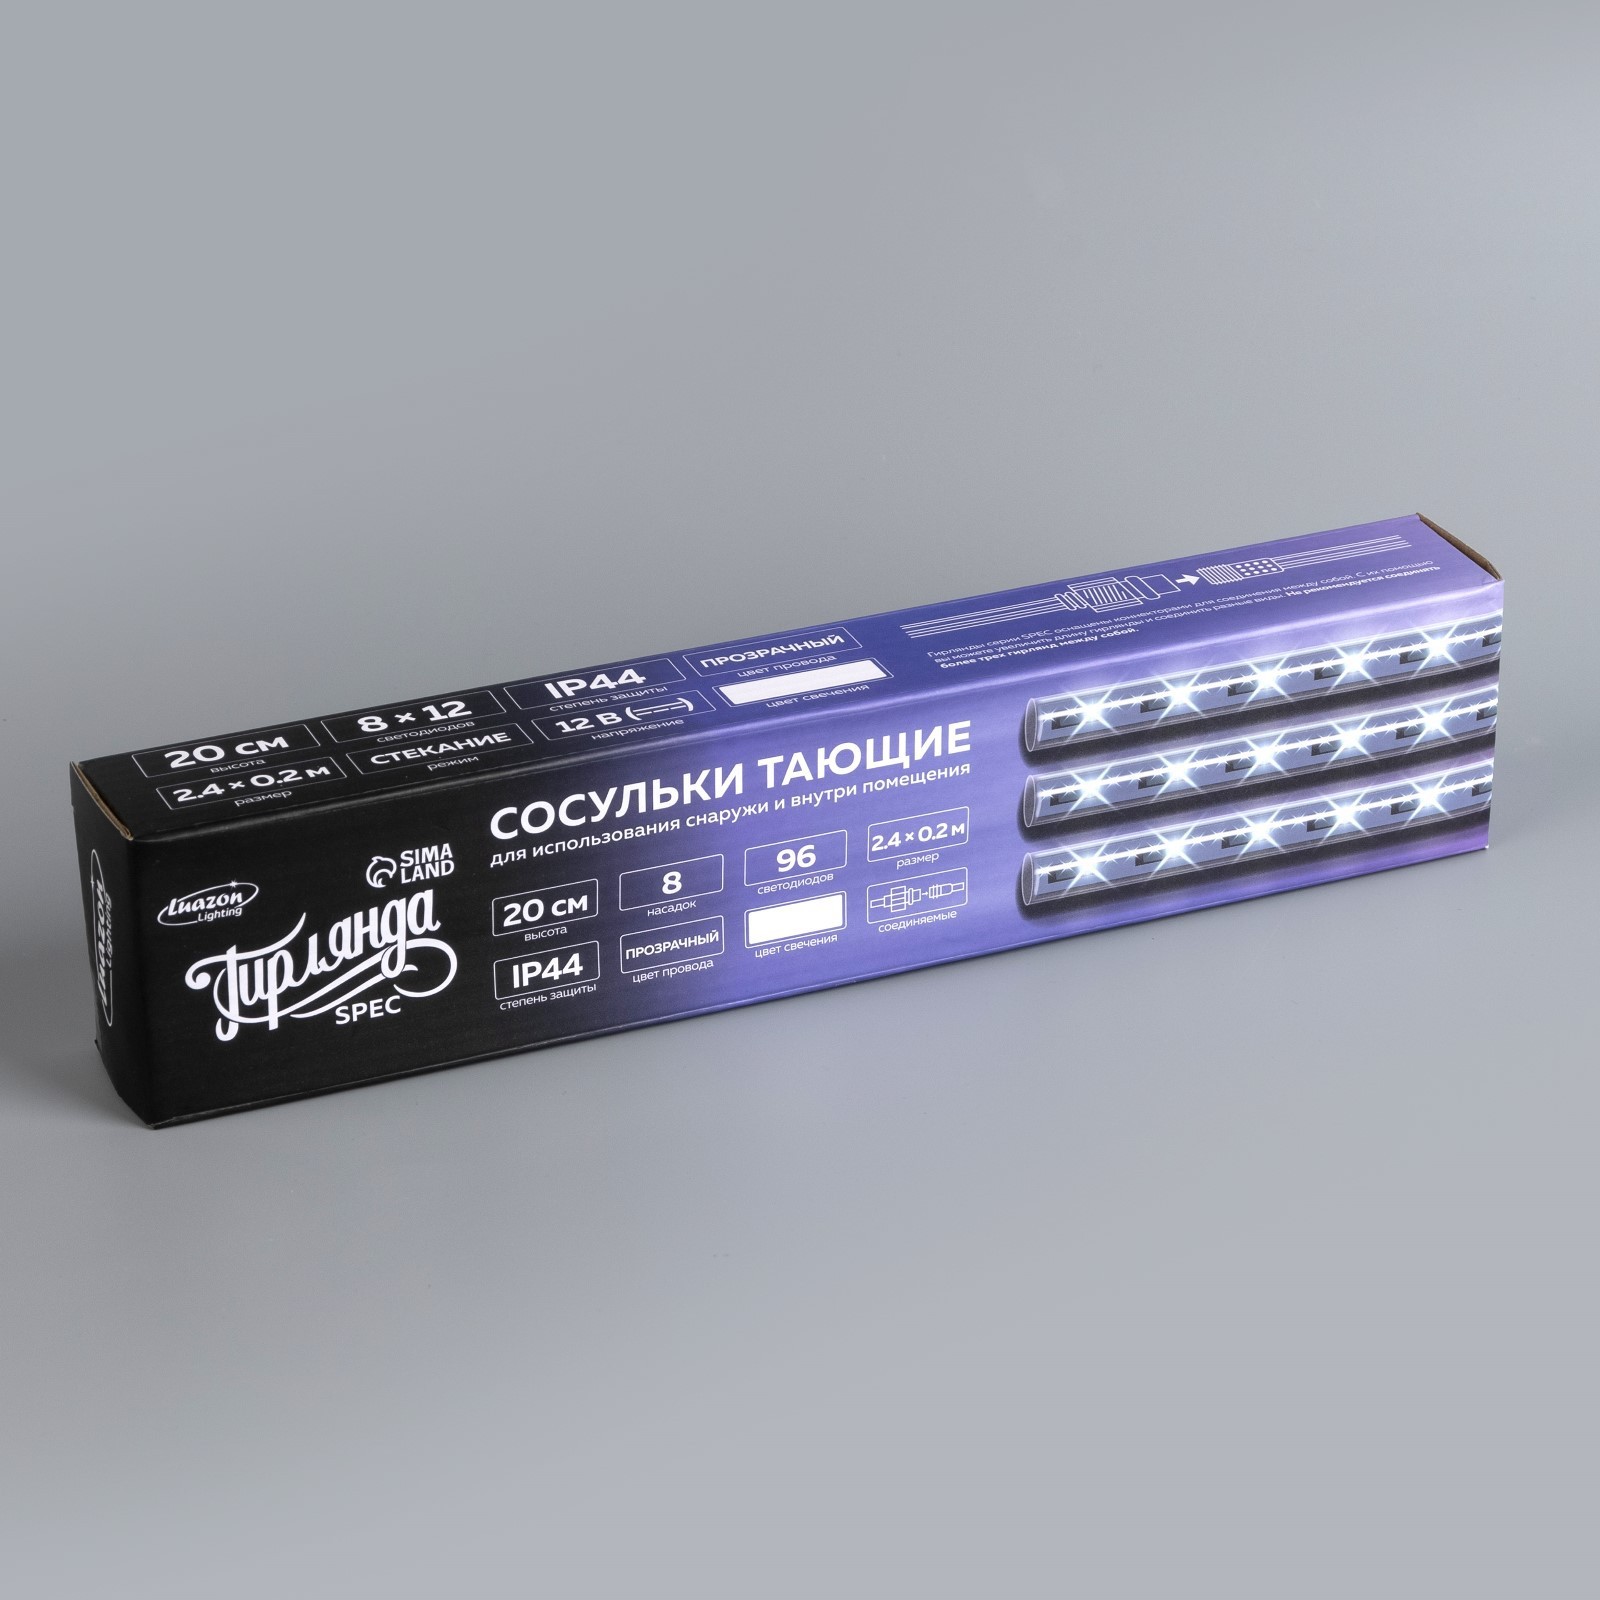 20 см
высота
8 × 12
светодиодов
IP44
степень защиты
ПРОЗРАЧНЫЙ
цвет провода
2.4 × 0.2 м
размер
СТЕКАНИЕ
режим
12 В
напряжение
цвет свечения
Гирлянды серии SPEC оснащены коннекторами для соединения между собой. С их помощью
вы можете увеличить длину гирлянды и соединить разные виды. Не рекомендуется соединять
более трех гирлянд между собой.
Luazon
Lighting
Luazon
Lighting
SIMA
LAND
Гирлянда
SPEC
СОСУЛЬКИ ТАЮЩИЕ
для использования снаружи и внутри помещения
20 см
высота
8
насадок
96
светодиодов
2.4 × 0.2 м
размер
IP44
степень защиты
ПРОЗРАЧНЫЙ
цвет провода
цвет свечения
соединяемые